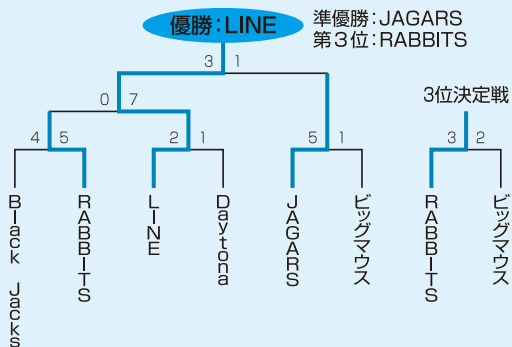 優勝：LINE
準優勝：JAGARS
第３位：RABBITS
3 1
0 7
3位決定戦
4 5
2 1
5 1
3 2
Black Jacks
RABBITS
LINE
Daytona
JAGARS
ビッグマウス
RABBITS
ビッグマウス